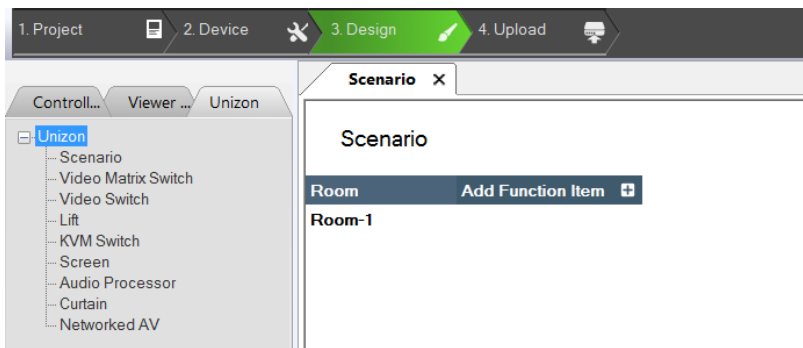 1. Project
2. Device
3. Design
4. Upload
Controll...
Viewer ...
Unizon
Unizon
Scenario
Video Matrix Switch
Video Switch
Lift
KVM Switch
Screen
Audio Processor
Curtain
Networked AV
Scenario X
Scenario
Room Add Function Item
Room-1